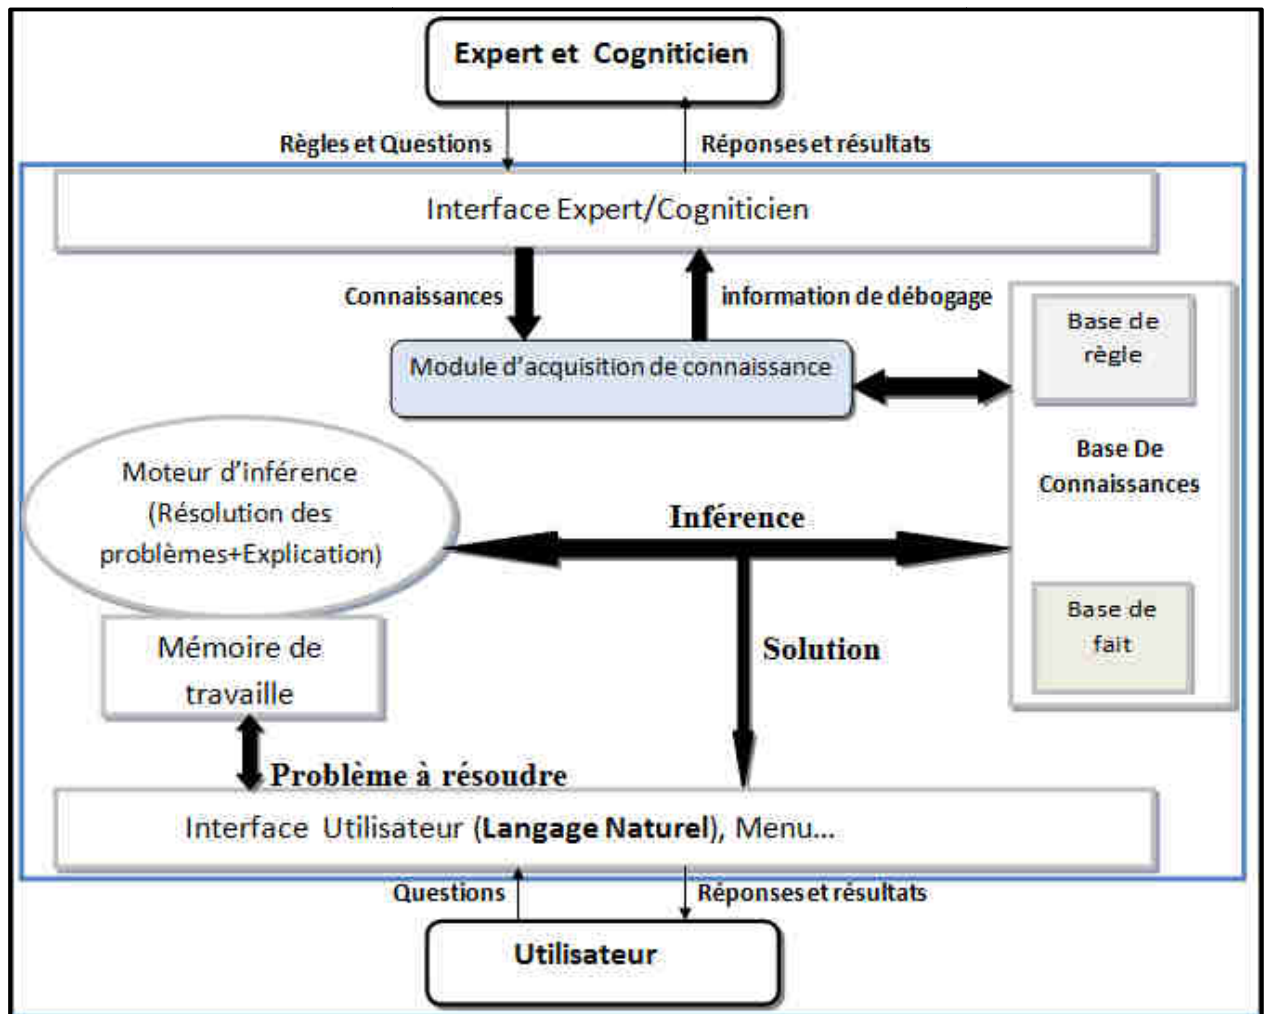 Expert et Cogniticien
Règles et Questions
Réponses et résultats
Interface Expert/Cogniticien
Connaissances
information de débogage
Base de
règle
Module d'acquisition de connaissance
Base De
Connaissances
Moteur d'inférence
(Résolution des
problèmes+Explication)
Inférence
Base de
fait
Mémoire de
travaille
Solution
Problème à résoudre
Interface Utilisateur (Langage Naturel), Menu...
Questions
Réponses et résultats
Utilisateur